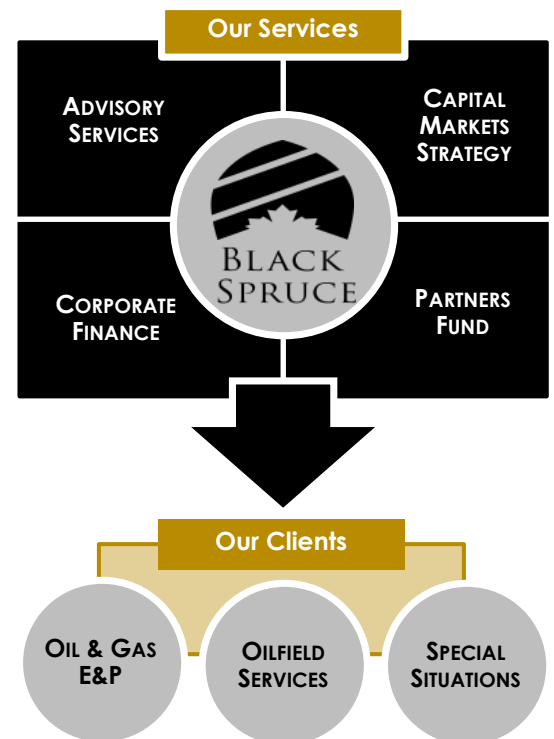 Our Services
ADVISORY
SERVICES
CAPITAL
MARKETS
STRATEGY
BLACK
SPRUCE
CORPORATE
FINANCE
PARTNERS
FUND
Our Clients
OIL & GAS
E&P
OILFIELD
SERVICES
SPECIAL
SITUATIONS